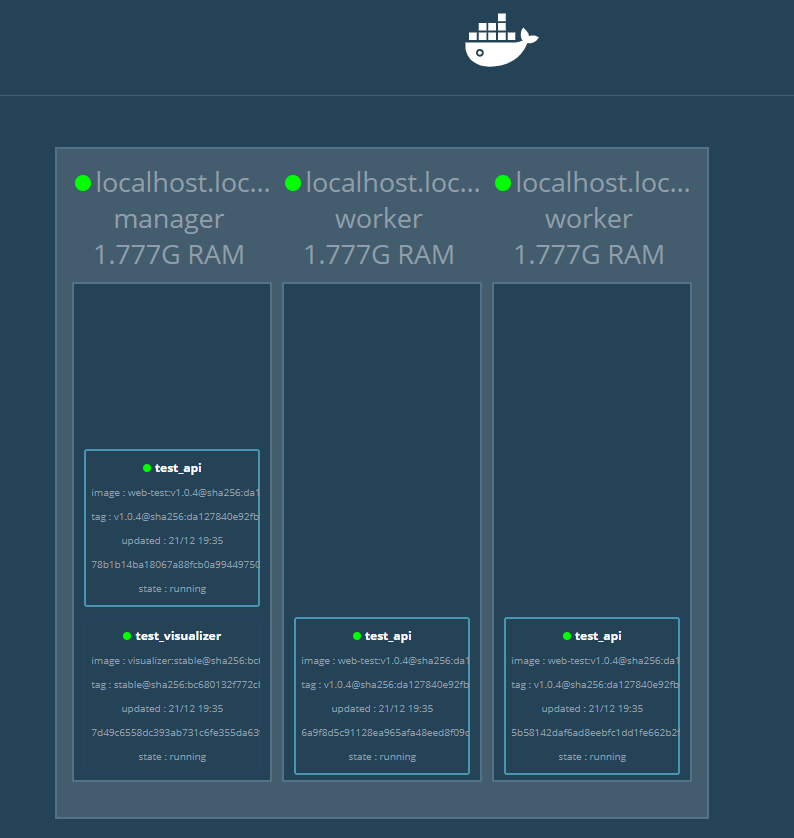 localhost.loc...
manager
1.777G RAM
test_api
image : web-test:v1.0.4@sha256:da1
tag : v1.0.4@sha256:da127840e92fb
updated : 21/12 19:35
78b1b14ba18067a88fcb0a99449750
state : running
test_visualizer
image : visualizer:stable@sha256:bc6
tag : stable@sha256:bc680132f772cl
updated : 21/12 19:35
7d49c6558dc393ab731c6fe355da639
state : running
localhost.loc...
worker
1.777G RAM
test_api
image : web-test:v1.0.4@sha256:da1
tag : v1.0.4@sha256:da127840e92fb
updated : 21/12 19:35
6a9f8d5c91128ea965afa48eed8f09c
state : running
localhost.loc...
worker
1.777G RAM
test_api
image : web-test:v1.0.4@sha256:da1
tag : v1.0.4@sha256:da127840e92fb
updated : 21/12 19:35
5b58142daf6ad8eebfc1dd1fe662b2
state : running